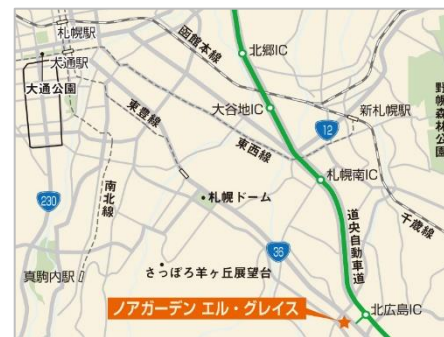 札幌駅
大通駅
大通公園
函館本線
北郷IC
大谷地IC
新札幌駅
野幌森林公園
12
東豊線
東西線
札幌南IC
230
南北線
札幌ドーム
道央自動車道
千歳線
36
真駒内駅
さっぽろ羊ヶ丘展望台
ノアガーデン エル・グレイス
北広島IC